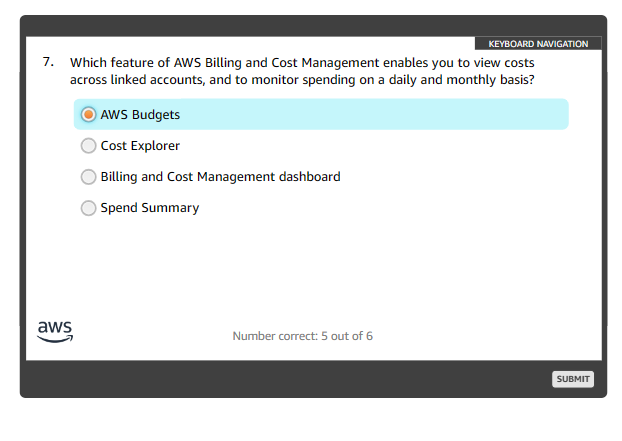 KEYBOARD NAVIGATION
7. Which feature of AWS Billing and Cost Management enables you to view costs
across linked accounts, and to monitor spending on a daily and monthly basis?
AWS Budgets
Cost Explorer
Billing and Cost Management dashboard
Spend Summary
aws
Number correct: 5 out of 6
SUBMIT